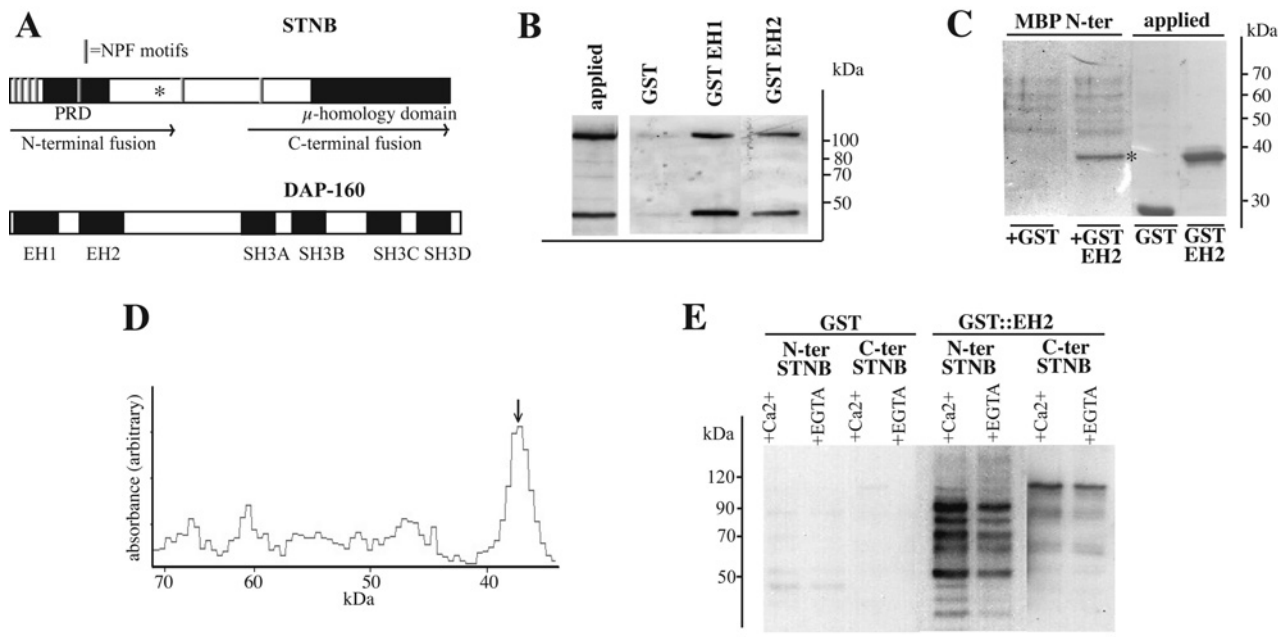 A
STNB
=NPF motifs
*
PRD
μ-homology domain
N-terminal fusion
C-terminal fusion
DAP-160
EH1 EH2 SH3A SH3B SH3C SH3D
B
applied
GST
GST EH1
GST EH2
kDa
100
80
70
50
C
MBP N-ter applied
kDa
70
60
50
40
30
*
+GST +GST EH2 GST GST EH2
D
absorbance (arbitrary)
70 60 50 40
kDa
E
GST GST::EH2
N-ter STNB C-ter STNB N-ter STNB C-ter STNB
+Ca2+ +EGTA +Ca2+ +EGTA +Ca2+ +EGTA +Ca2+ +EGTA
kDa
120
90
70
50